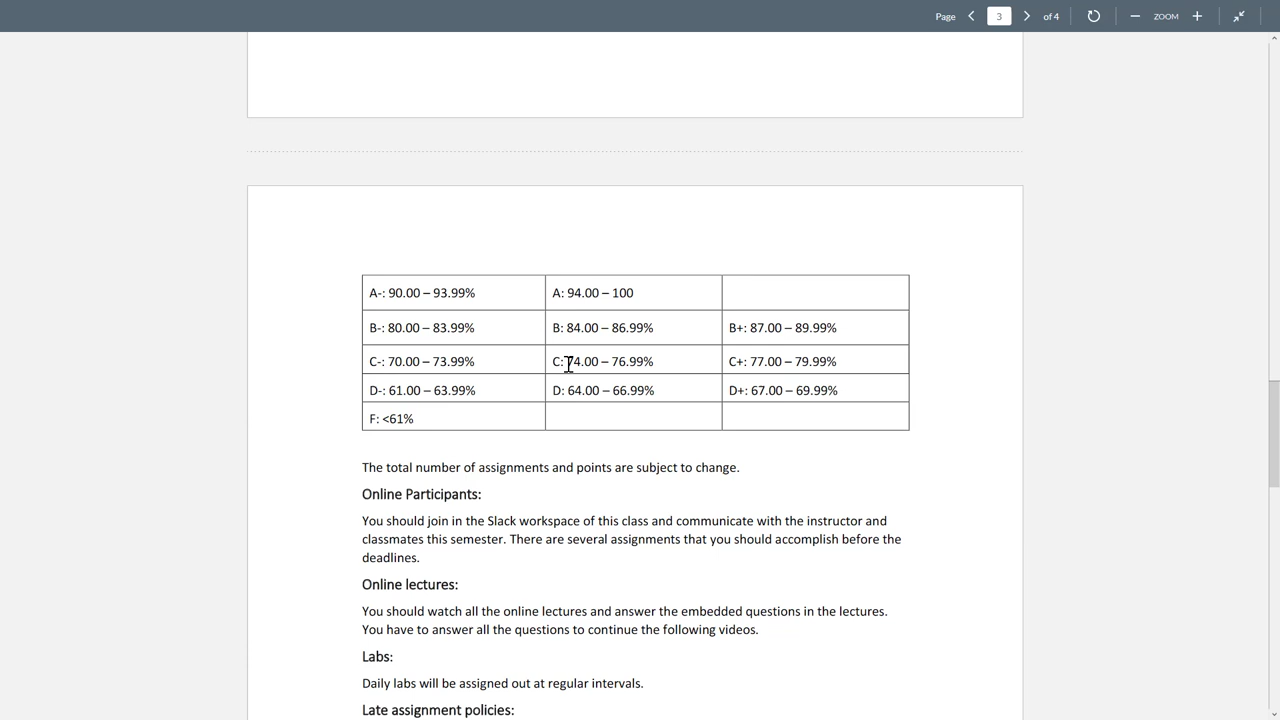 Page 3 of 4 ZOOM
A-: 90.00 – 93.99% A: 94.00 – 100
B-: 80.00 – 83.99% B: 84.00 – 86.99% B+: 87.00 – 89.99%
C-: 70.00 – 73.99% C: 74.00 – 76.99% C+: 77.00 – 79.99%
D-: 61.00 – 63.99% D: 64.00 – 66.99% D+: 67.00 – 69.99%
F: <61%
The total number of assignments and points are subject to change.
Online Participants:
You should join in the Slack workspace of this class and communicate with the instructor and
classmates this semester. There are several assignments that you should accomplish before the
deadlines.
Online lectures:
You should watch all the online lectures and answer the embedded questions in the lectures.
You have to answer all the questions to continue the following videos.
Labs:
Daily labs will be assigned out at regular intervals.
Late assignment policies: